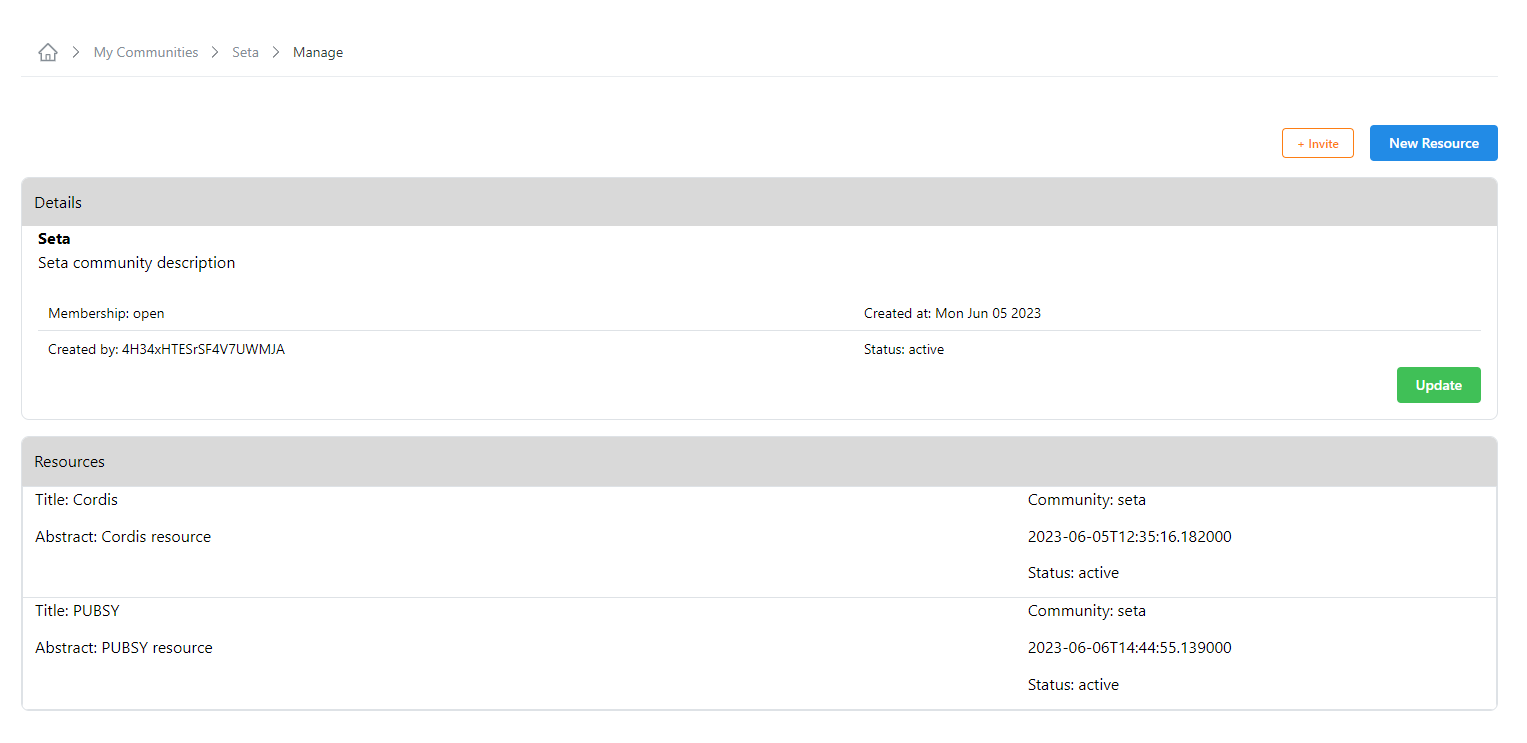 My Communities > Seta > Manage
+ Invite
New Resource
Details
Seta
Seta community description
Membership: open
Created at: Mon Jun 05 2023
Created by: 4H34xHTESrSF4V7UWMJA
Status: active
Update
Resources
Title: Cordis
Community: seta
Abstract: Cordis resource
2023-06-05T12:35:16.182000
Status: active
Title: PUBSY
Community: seta
Abstract: PUBSY resource
2023-06-06T14:44:55.139000
Status: active